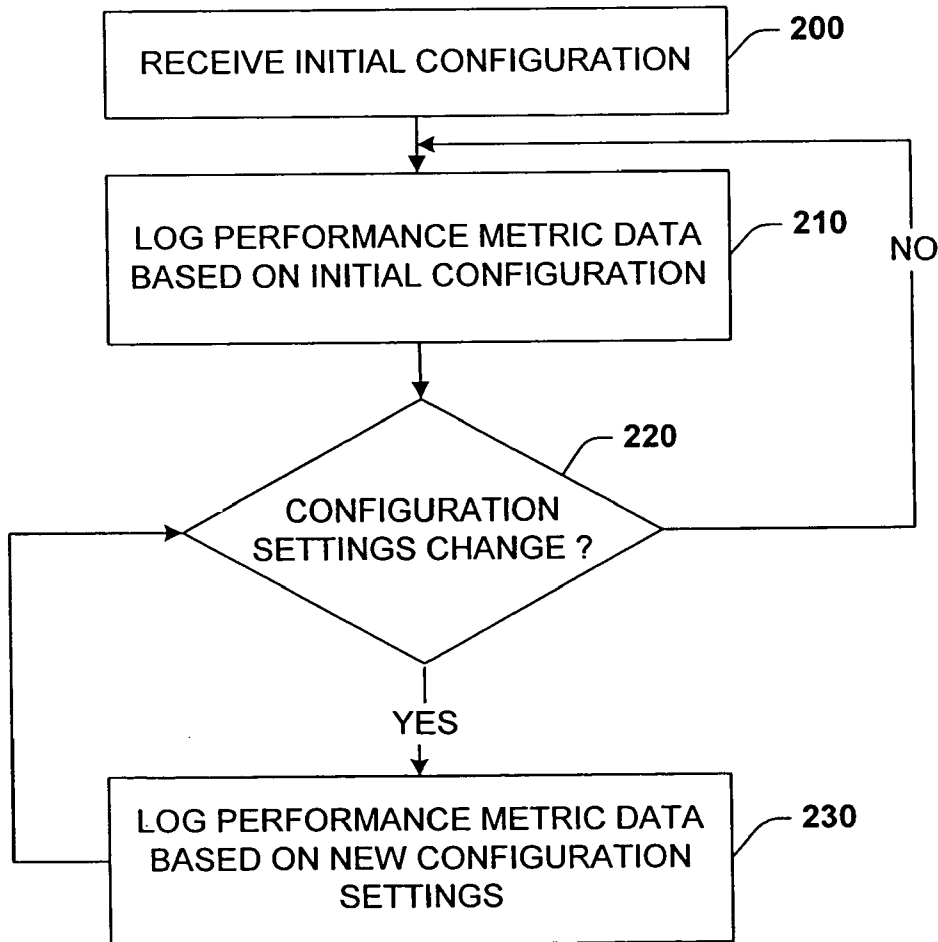 200
RECEIVE INITIAL CONFIGURATION
210
LOG PERFORMANCE METRIC DATA
BASED ON INITIAL CONFIGURATION
NO
220
CONFIGURATION
SETTINGS CHANGE ?
YES
230
LOG PERFORMANCE METRIC DATA
BASED ON NEW CONFIGURATION
SETTINGS